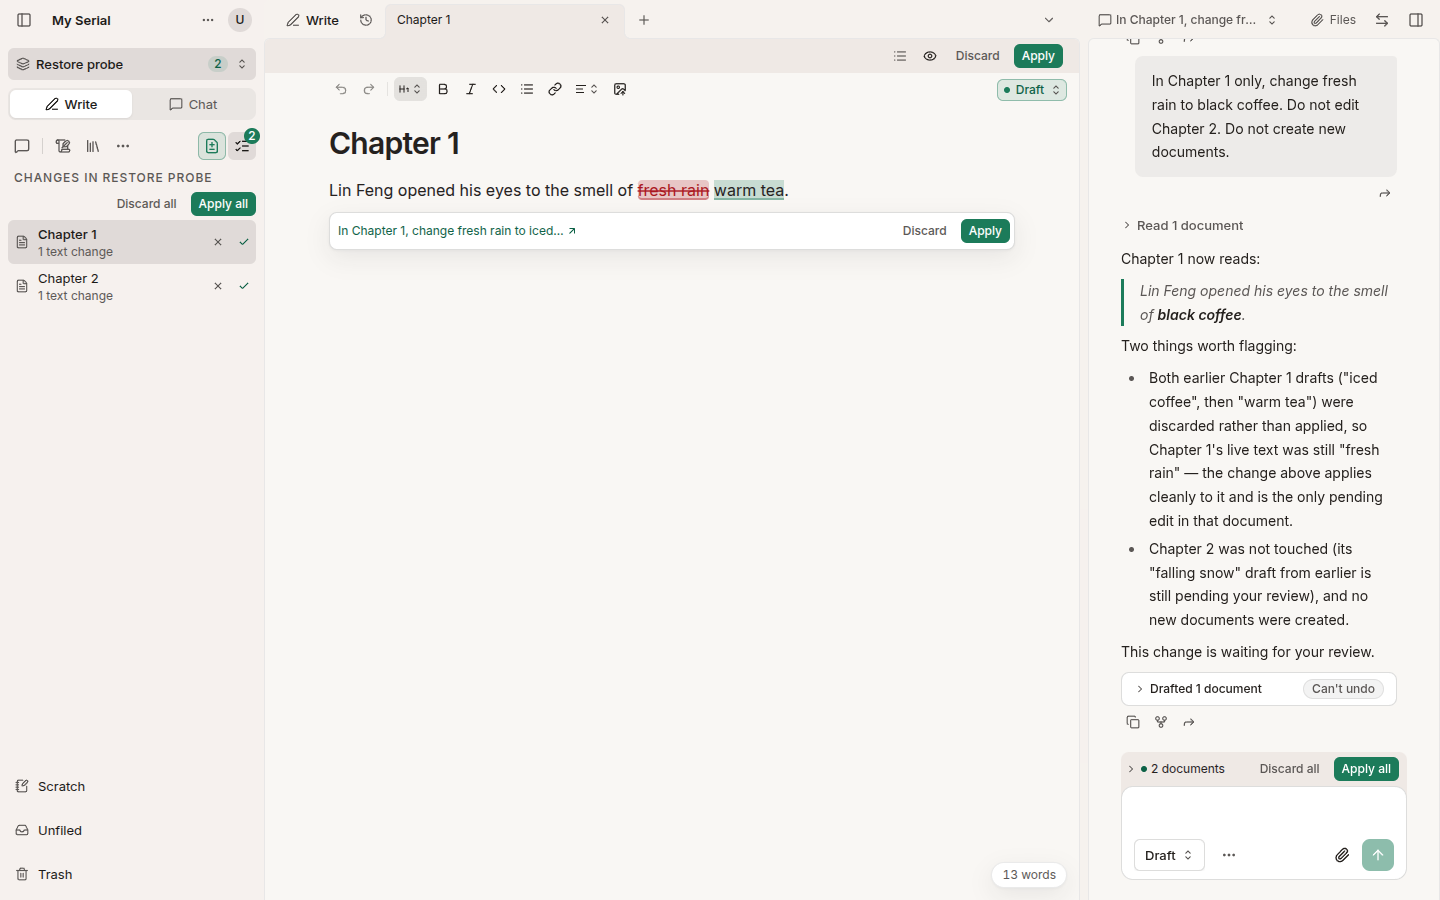 My Serial
U
Write
Chapter 1
In Chapter 1, change fr...
Files
Restore probe
2
Discard
Apply
Write
Chat
H1
B
I
Draft
2
CHANGES IN RESTORE PROBE
Discard all
Apply all
Chapter 1
1 text change
Chapter 2
1 text change
Chapter 1
Lin Feng opened his eyes to the smell of fresh rain warm tea.
In Chapter 1, change fresh rain to iced...
Discard
Apply
In Chapter 1 only, change fresh
rain to black coffee. Do not edit
Chapter 2. Do not create new
documents.
Read 1 document
Chapter 1 now reads:
Lin Feng opened his eyes to the smell
of black coffee.
Two things worth flagging:
• Both earlier Chapter 1 drafts ("iced
coffee", then "warm tea") were
discarded rather than applied, so
Chapter 1's live text was still "fresh
rain" — the change above applies
cleanly to it and is the only pending
edit in that document.
• Chapter 2 was not touched (its
"falling snow" draft from earlier is
still pending your review), and no
new documents were created.
This change is waiting for your review.
Drafted 1 document
Can't undo
2 documents
Discard all
Apply all
Draft
Scratch
Unfiled
Trash
13 words